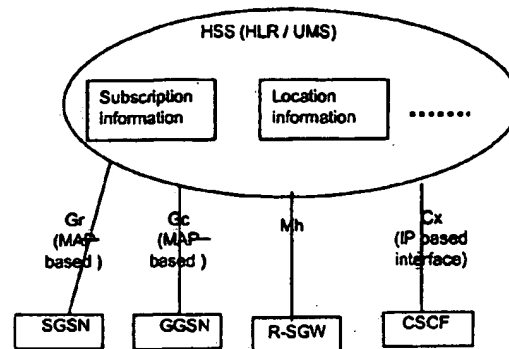 HSS (HLR / UMS)
Subscription
Information
Location
information
........
Gr
(MAP
based )
Gc
(MAP
based )
Mh
Cx
(IP based
interface)
SGSN
GGSN
R-SGW
CSCF